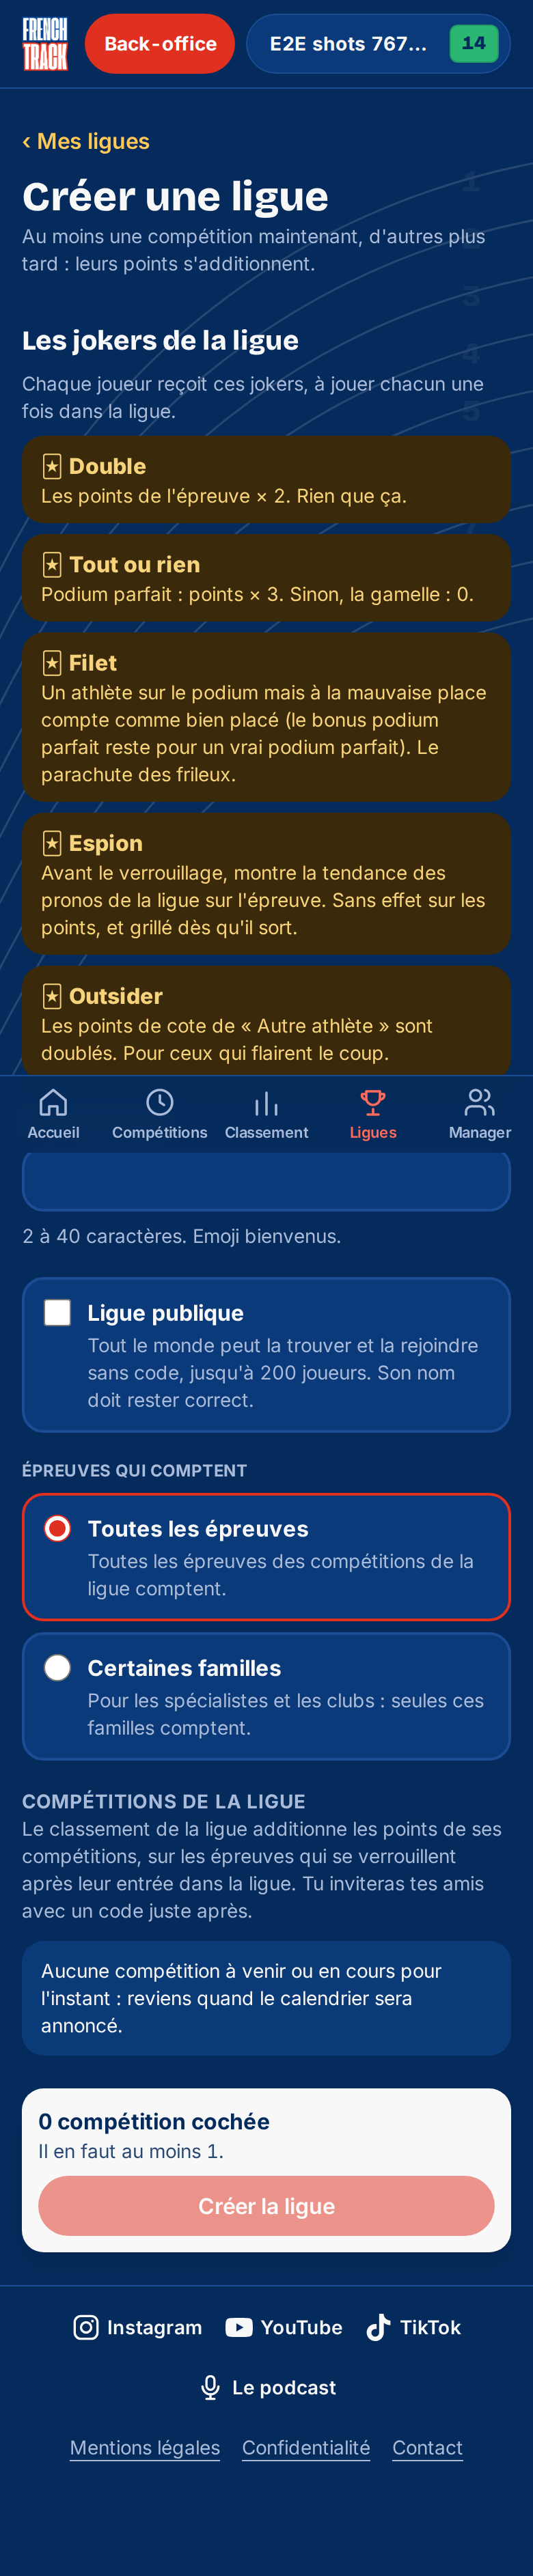 FRENCH
TRACK
Back-office
E2E shots 767...
14
‹ Mes ligues
Créer une ligue
Au moins une compétition maintenant, d'autres plus
tard : leurs points s'additionnent.
1
3
4
5
Les jokers de la ligue
Chaque joueur reçoit ces jokers, à jouer chacun une
fois dans la ligue.
Double
Les points de l'épreuve × 2. Rien que ça.
Tout ou rien
Podium parfait : points × 3. Sinon, la gamelle : 0.
Filet
Un athlète sur le podium mais à la mauvaise place
compte comme bien placé (le bonus podium
parfait reste pour un vrai podium parfait). Le
parachute des frileux.
Espion
Avant le verrouillage, montre la tendance des
pronos de la ligue sur l'épreuve. Sans effet sur les
points, et grillé dès qu'il sort.
Outsider
Les points de cote de « Autre athlète » sont
doublés. Pour ceux qui flairent le coup.
Accueil
Compétitions
Classement
Ligues
Manager
2 à 40 caractères. Emoji bienvenus.
Ligue publique
Tout le monde peut la trouver et la rejoindre
sans code, jusqu'à 200 joueurs. Son nom
doit rester correct.
ÉPREUVES QUI COMPTENT
Toutes les épreuves
Toutes les épreuves des compétitions de la
ligue comptent.
Certaines familles
Pour les spécialistes et les clubs : seules ces
familles comptent.
COMPÉTITIONS DE LA LIGUE
Le classement de la ligue additionne les points de ses
compétitions, sur les épreuves qui se verrouillent
après leur entrée dans la ligue. Tu inviteras tes amis
avec un code juste après.
Aucune compétition à venir ou en cours pour
l'instant : reviens quand le calendrier sera
annoncé.
0 compétition cochée
Il en faut au moins 1.
Créer la ligue
Instagram
YouTube
TikTok
Le podcast
Mentions légales
Confidentialité
Contact